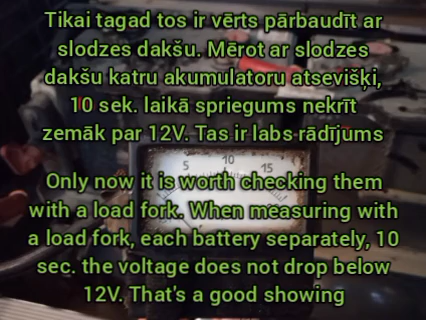 Tikai tagad tos ir vērts pārbaudīt ar
slodzes dakšu. Mērot ar slodzes
dakšu katru akumulatoru atsevišķi,
10 sek. laikā spriegums nekrīt
zemāk par 12V. Tas ir labs rādījums
5 10 15
Only now it is worth checking them
with a load fork. When measuring with
a load fork, each battery separately, 10
sec. the voltage does not drop below
12V. That's a good showing